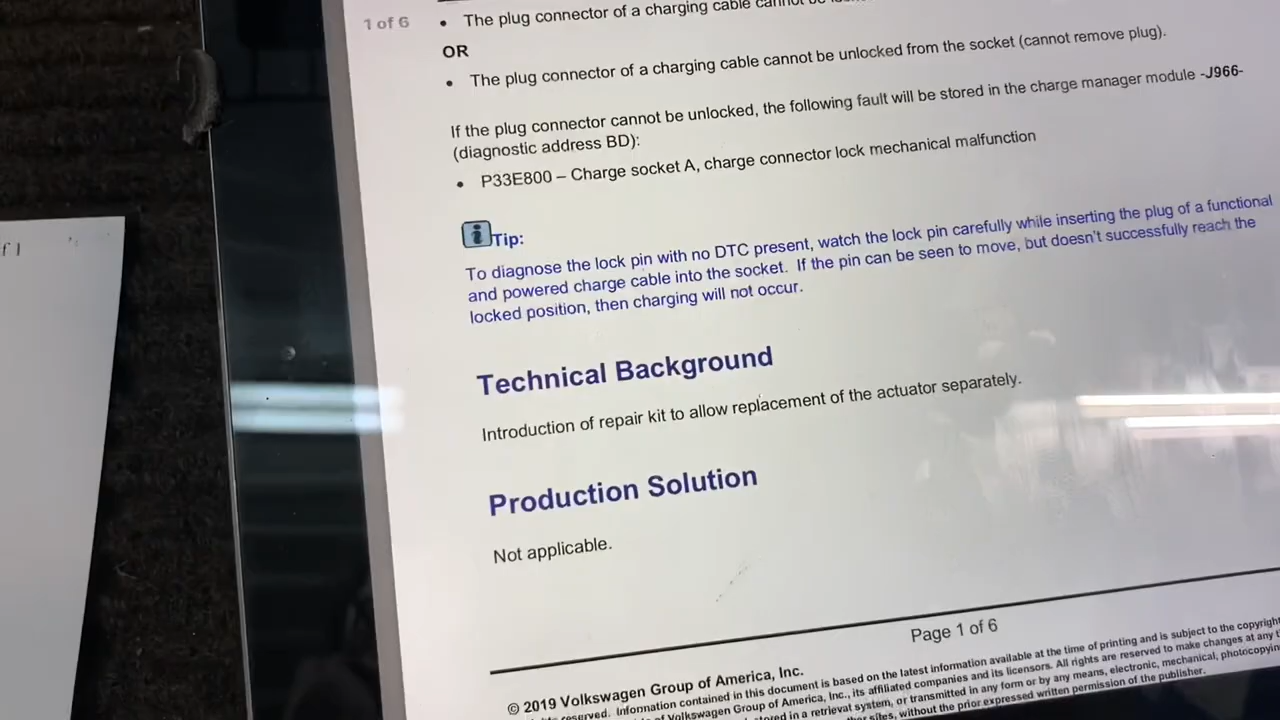 1 of 6
• The plug connector of a charging cable cannot be
OR
• The plug connector of a charging cable cannot be unlocked from the socket (cannot remove plug).
If the plug connector cannot be unlocked, the following fault will be stored in the charge manager module -J966-
(diagnostic address BD):
• P33E800 – Charge socket A, charge connector lock mechanical malfunction
Tip:
To diagnose the lock pin with no DTC present, watch the lock pin carefully while inserting the plug of a functional
and powered charge cable into the socket. If the pin can be seen to move, but doesn't successfully reach the
locked position, then charging will not occur.
Technical Background
Introduction of repair kit to allow replacement of the actuator separately.
Production Solution
Not applicable.
Page 1 of 6
© 2019 Volkswagen Group of America, Inc.
reserved. Information contained in this document is based on the latest information available at the time of printing and is subject to the copyright
of Volkswagen Group of America, Inc., its affiliated companies and its licensors. All rights are reserved to make changes at any
stored in a retrieval system, or transmitted in any form or by any means, electronic, mechanical, photocopying
sites, without the prior expressed written permission of the publisher.